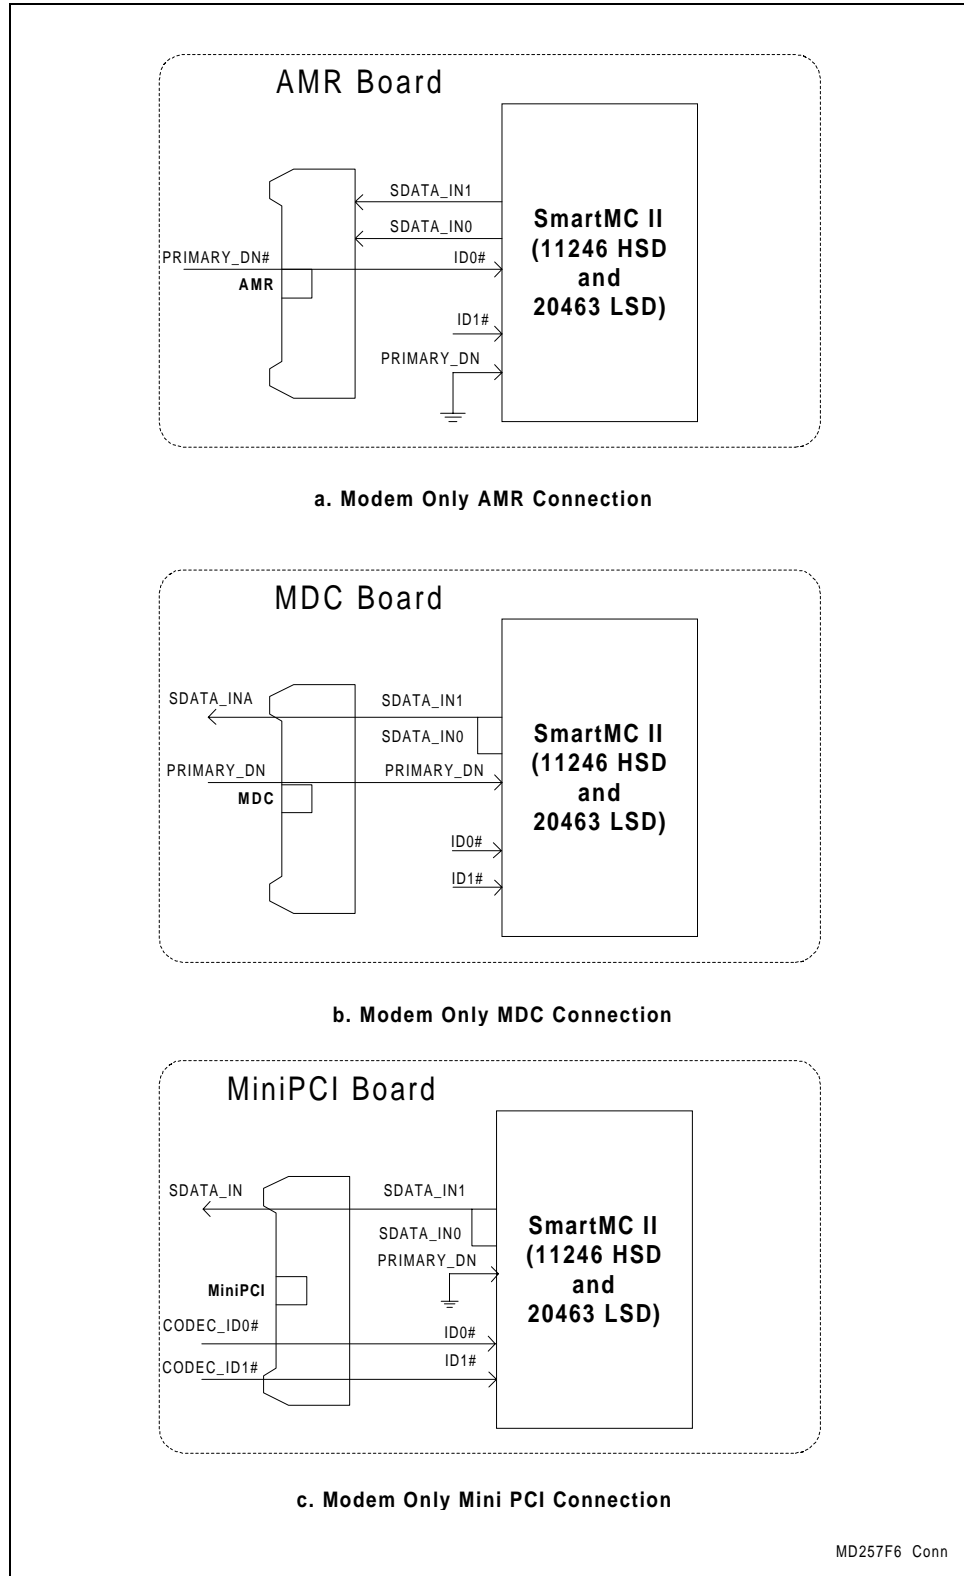 AMR Board
SDATA_IN1
SDATA_IN0
PRIMARY_DN#
ID0#
AMR
ID1#
PRIMARY_DN
SmartMC II
(11246 HSD
and
20463 LSD)
a. Modem Only AMR Connection
MDC Board
SDATA_INA
SDATA_IN1
SDATA_IN0
PRIMARY_DN
PRIMARY_DN
MDC
ID0#
ID1#
SmartMC II
(11246 HSD
and
20463 LSD)
b. Modem Only MDC Connection
MiniPCI Board
SDATA_IN
SDATA_IN1
SDATA_IN0
PRIMARY_DN
MiniPCI
CODEC_ID0#
ID0#
CODEC_ID1#
ID1#
SmartMC II
(11246 HSD
and
20463 LSD)
c. Modem Only Mini PCI Connection
MD257F6 Conn